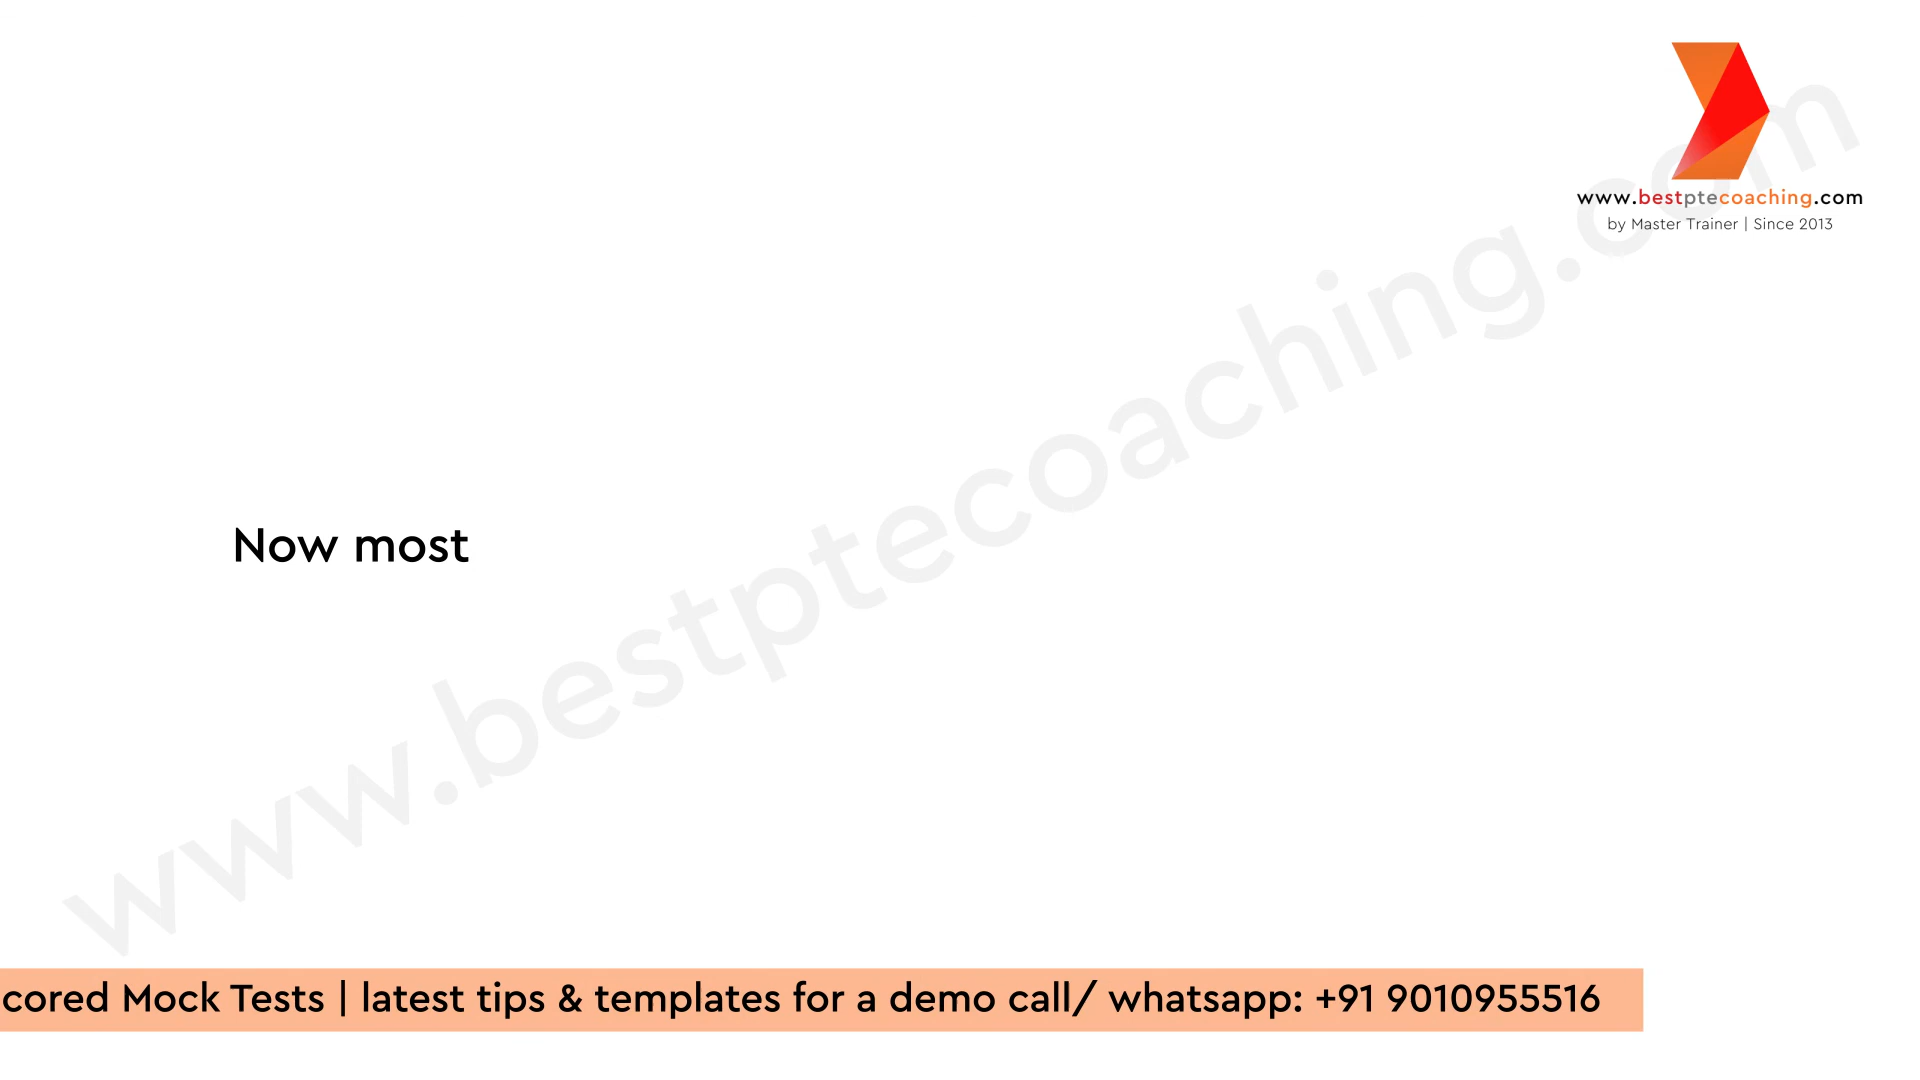 www.bestptecoaching.com
by Master Trainer | Since 2013
www.bestptecoaching.com
Now most
cored Mock Tests | latest tips & templates for a demo call/ whatsapp: +91 9010955516